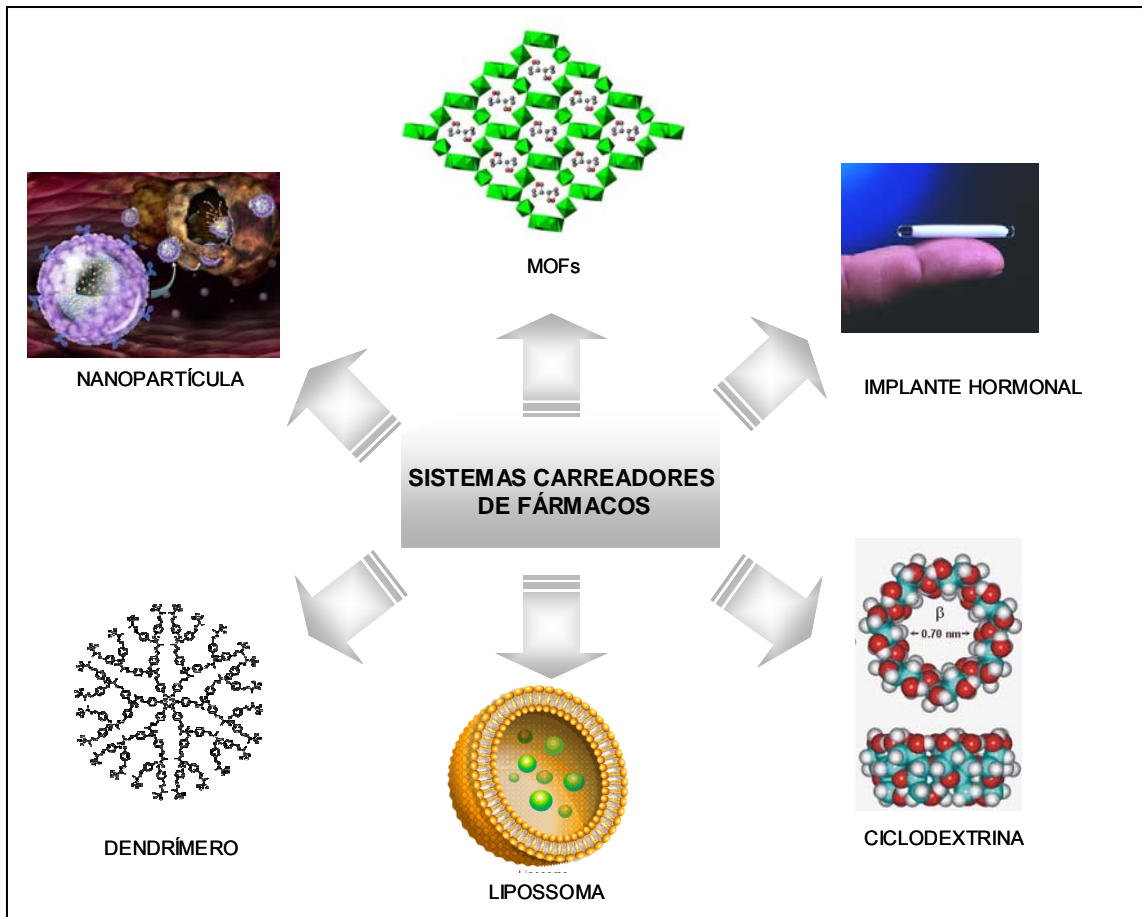 MOFs
NANOPARTÍCULA
IMPLANTE HORMONAL
SISTEMAS CARREADORES
DE FÁRMACOS
β
0.70 nm
DENDRÍMERO
CICLODEXTRINA
LIPOSSOMA